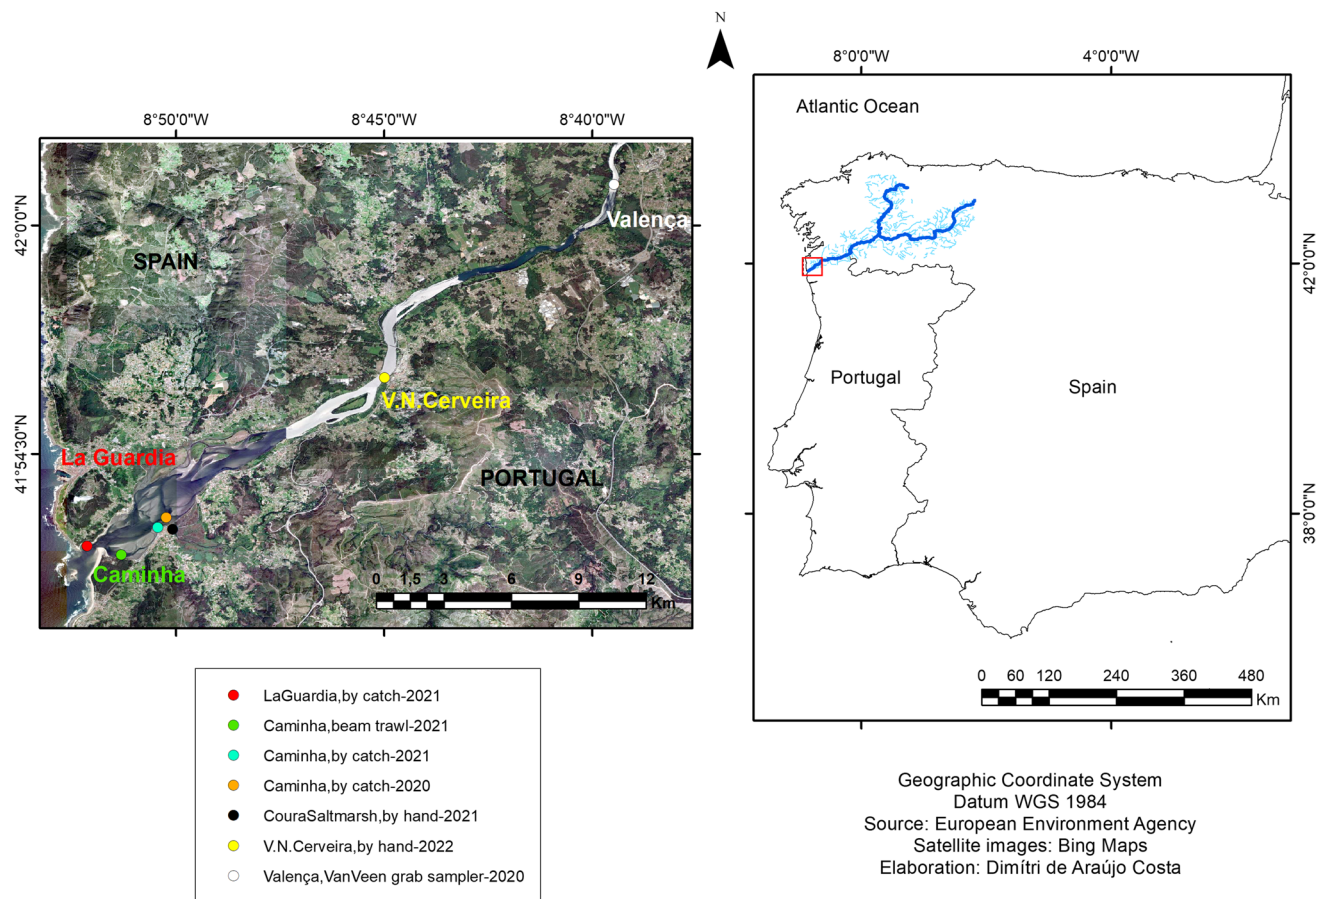 8°50'0"W
8°45'0"W
8°40'0"W
42°0'0"N
41°54'30"N
Valença
SPAIN
V.N.Cerveira
La Guardia
PORTUGAL
Caminha
0 1,5 3 6 9 12
Km
LaGuardia,by catch-2021
Caminha,beam trawl-2021
Caminha,by catch-2021
Caminha,by catch-2020
CouraSaltmarsh,by hand-2021
V.N.Cerveira,by hand-2022
Valença,VanVeen grab sampler-2020
N
8°0'0"W
4°0'0"W
Atlantic Ocean
42°0'0"N
Portugal
Spain
38°0'0"N
0 60 120 240 360 480
Km
Geographic Coordinate System
Datum WGS 1984
Source: European Environment Agency
Satellite images: Bing Maps
Elaboration: Dimítri de Araújo Costa